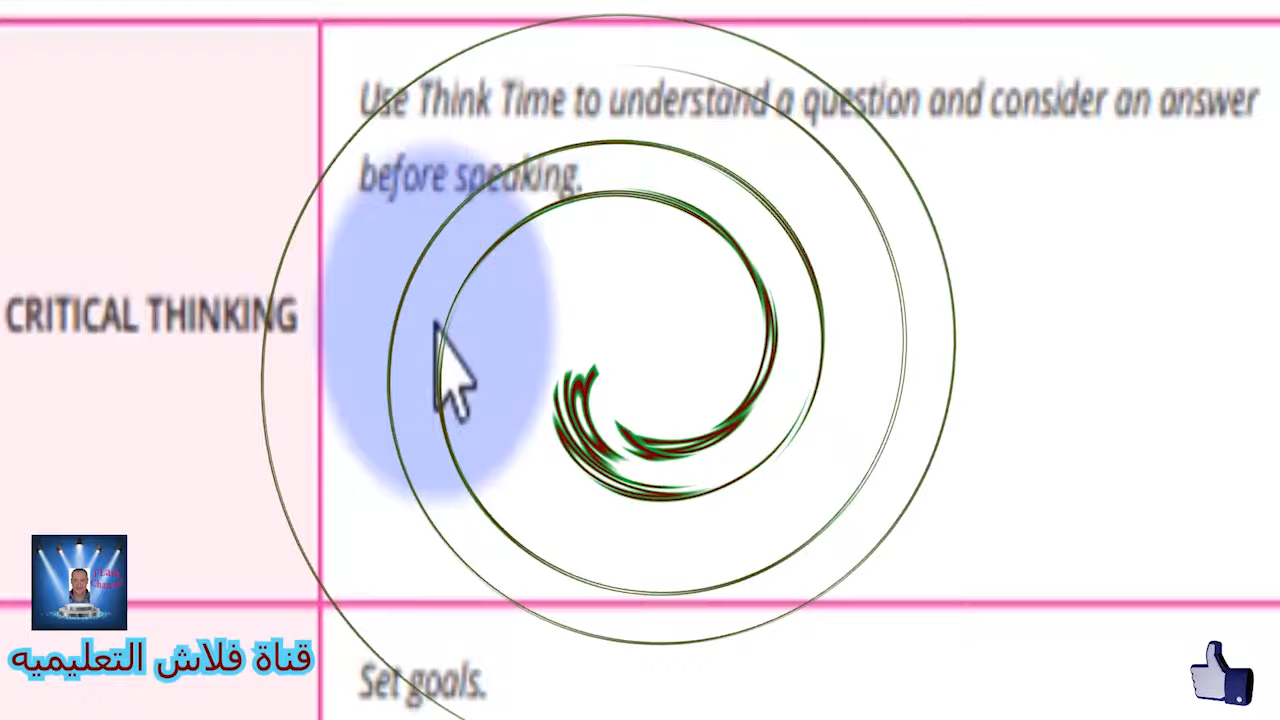 Use Think Time to understand a question and consider an answer
before speaking.
CRITICAL THINKING
قناة فلاش التعليميه
Set goals.